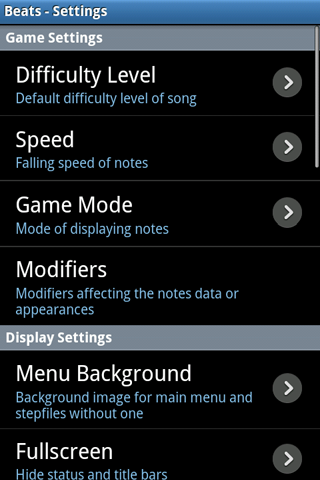 Beats - Settings
Game Settings
Difficulty Level
Default difficulty level of song
Speed
Falling speed of notes
Game Mode
Mode of displaying notes
Modifiers
Modifiers affecting the notes data or
appearances
Display Settings
Menu Background
Background image for main menu and
stepfiles without one
Fullscreen
Hide status and title bars